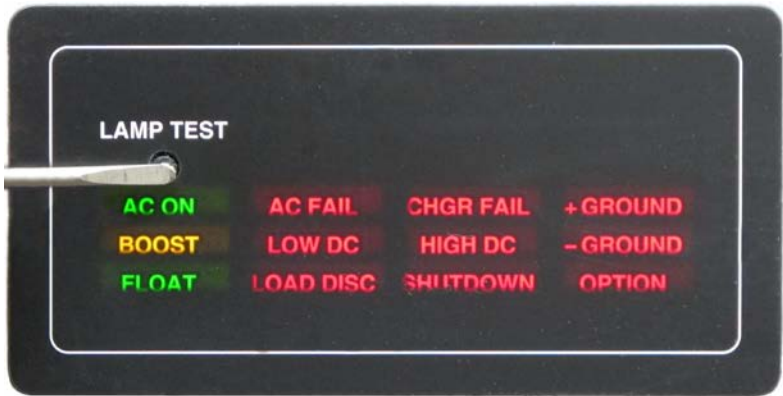 LAMP TEST
AC ON AC FAIL CHGR FAIL +GROUND
BOOST LOW DC HIGH DC –GROUND
FLOAT LOAD DISC SHUTDOWN OPTION